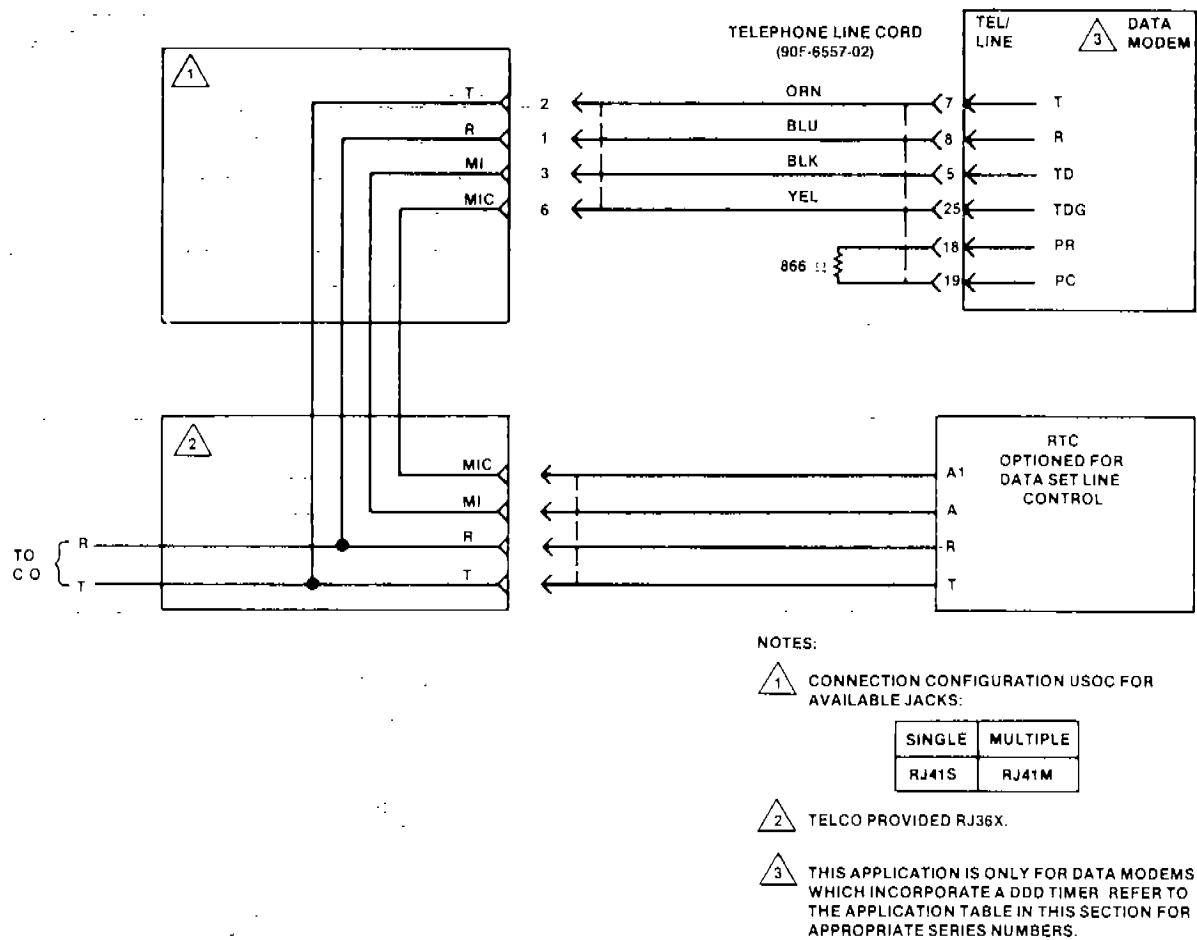 TELEPHONE LINE CORD
(90F-6557-02)
TEL/
LINE
3
DATA
MODEM
1
T
2
ORN
7
T
R
1
BLU
8
R
MI
3
BLK
5
TD
MIC
6
YEL
25
TDG
18
PR
866 Ω
19
PC
2
MIC
A1
RTC
OPTIONED FOR
DATA SET LINE
CONTROL
MI
A
TO
C O
R
R
R
T
T
T
NOTES:
1
CONNECTION CONFIGURATION USOC FOR
AVAILABLE JACKS:
SINGLE MULTIPLE
RJ41S RJ41M
2
TELCO PROVIDED RJ36X.
3
THIS APPLICATION IS ONLY FOR DATA MODEMS
WHICH INCORPORATE A DDD TIMER REFER TO
THE APPLICATION TABLE IN THIS SECTION FOR
APPROPRIATE SERIES NUMBERS.